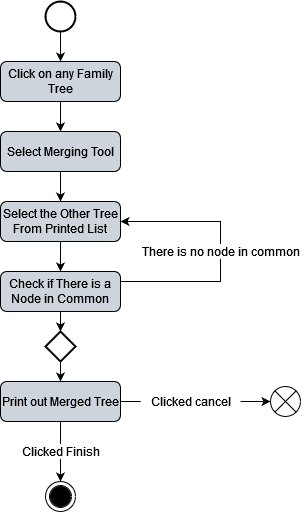 Click on any Family
Tree
Select Merging Tool
Select the Other Tree
From Printed List
There is no node in common
Check if There is a
Node in Common
Print out Merged Tree
Clicked cancel
Clicked Finish